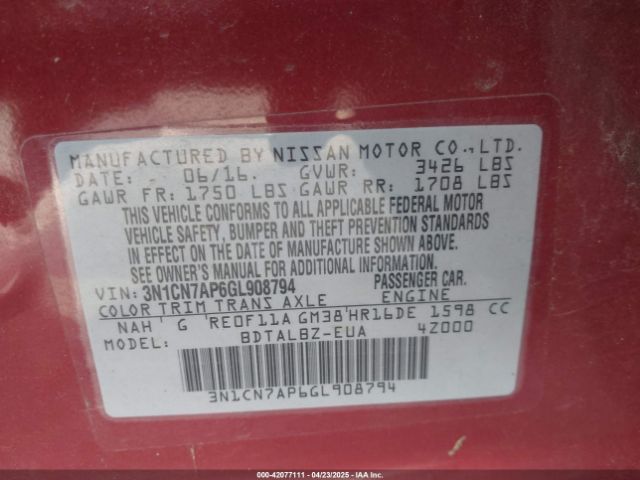 MANUFACTURED BY NISSAN MOTOR CO.,LTD.
DATE: 06/16. GVWR: 3426 LBS
GAWR FR: 1750 LBS GAWR RR: 1708 LBS
THIS VEHICLE CONFORMS TO ALL APPLICABLE FEDERAL MOTOR
VEHICLE SAFETY, BUMPER AND THEFT PREVENTION STANDARDS
IN EFFECT ON THE DATE OF MANUFACTURE SHOWN ABOVE.
SEE OWNER'S MANUAL FOR ADDITIONAL INFORMATION
VIN: 3N1CN7AP6GL908794 PASSENGER CAR.
COLOR TRIM TRANS AXLE ENGINE
NAH G RE0F11A GM38 HR16DE 1598 CC
BDTALBZ-EUA 4Z000
3N1CN7AP6GL908794
000-42077111 - 04/23/2025 - IAA Inc.